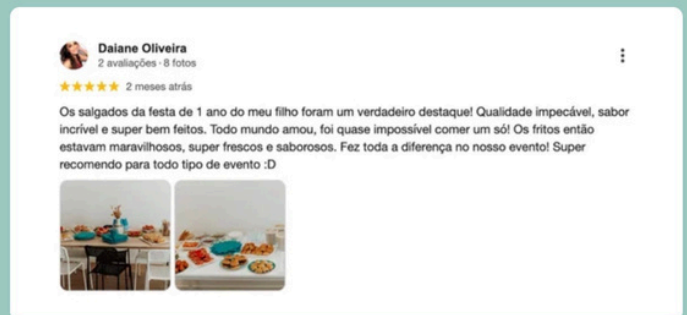 Daiane Oliveira
2 avaliações · 8 fotos
2 meses atrás
Os salgados da festa de 1 ano do meu filho foram um verdadeiro destaque! Qualidade impecável, sabor
incrível e super bem feitos. Todo mundo amou, foi quase impossível comer um só! Os fritos então
estavam maravilhosos, super frescos e saborosos. Fez toda a diferença no nosso evento! Super
recomendo para todo tipo de evento :D